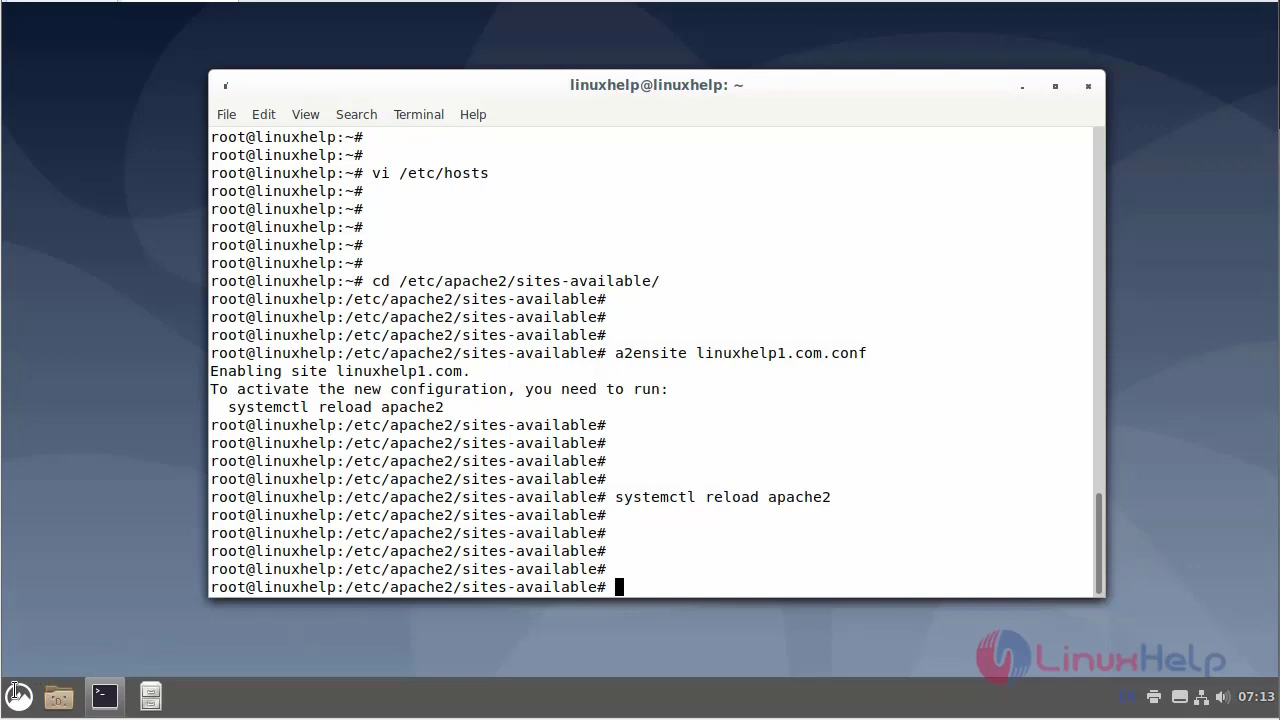 linuxhelp@linuxhelp: ~
File Edit View Search Terminal Help
root@linuxhelp:~#
root@linuxhelp:~#
root@linuxhelp:~# vi /etc/hosts
root@linuxhelp:~#
root@linuxhelp:~#
root@linuxhelp:~#
root@linuxhelp:~#
root@linuxhelp:~#
root@linuxhelp:~# cd /etc/apache2/sites-available/
root@linuxhelp:/etc/apache2/sites-available#
root@linuxhelp:/etc/apache2/sites-available#
root@linuxhelp:/etc/apache2/sites-available#
root@linuxhelp:/etc/apache2/sites-available# a2ensite linuxhelp1.com.conf
Enabling site linuxhelp1.com.
To activate the new configuration, you need to run:
  systemctl reload apache2
root@linuxhelp:/etc/apache2/sites-available#
root@linuxhelp:/etc/apache2/sites-available#
root@linuxhelp:/etc/apache2/sites-available#
root@linuxhelp:/etc/apache2/sites-available#
root@linuxhelp:/etc/apache2/sites-available# systemctl reload apache2
root@linuxhelp:/etc/apache2/sites-available#
root@linuxhelp:/etc/apache2/sites-available#
root@linuxhelp:/etc/apache2/sites-available#
root@linuxhelp:/etc/apache2/sites-available#
root@linuxhelp:/etc/apache2/sites-available#
LinuxHelp
07:13